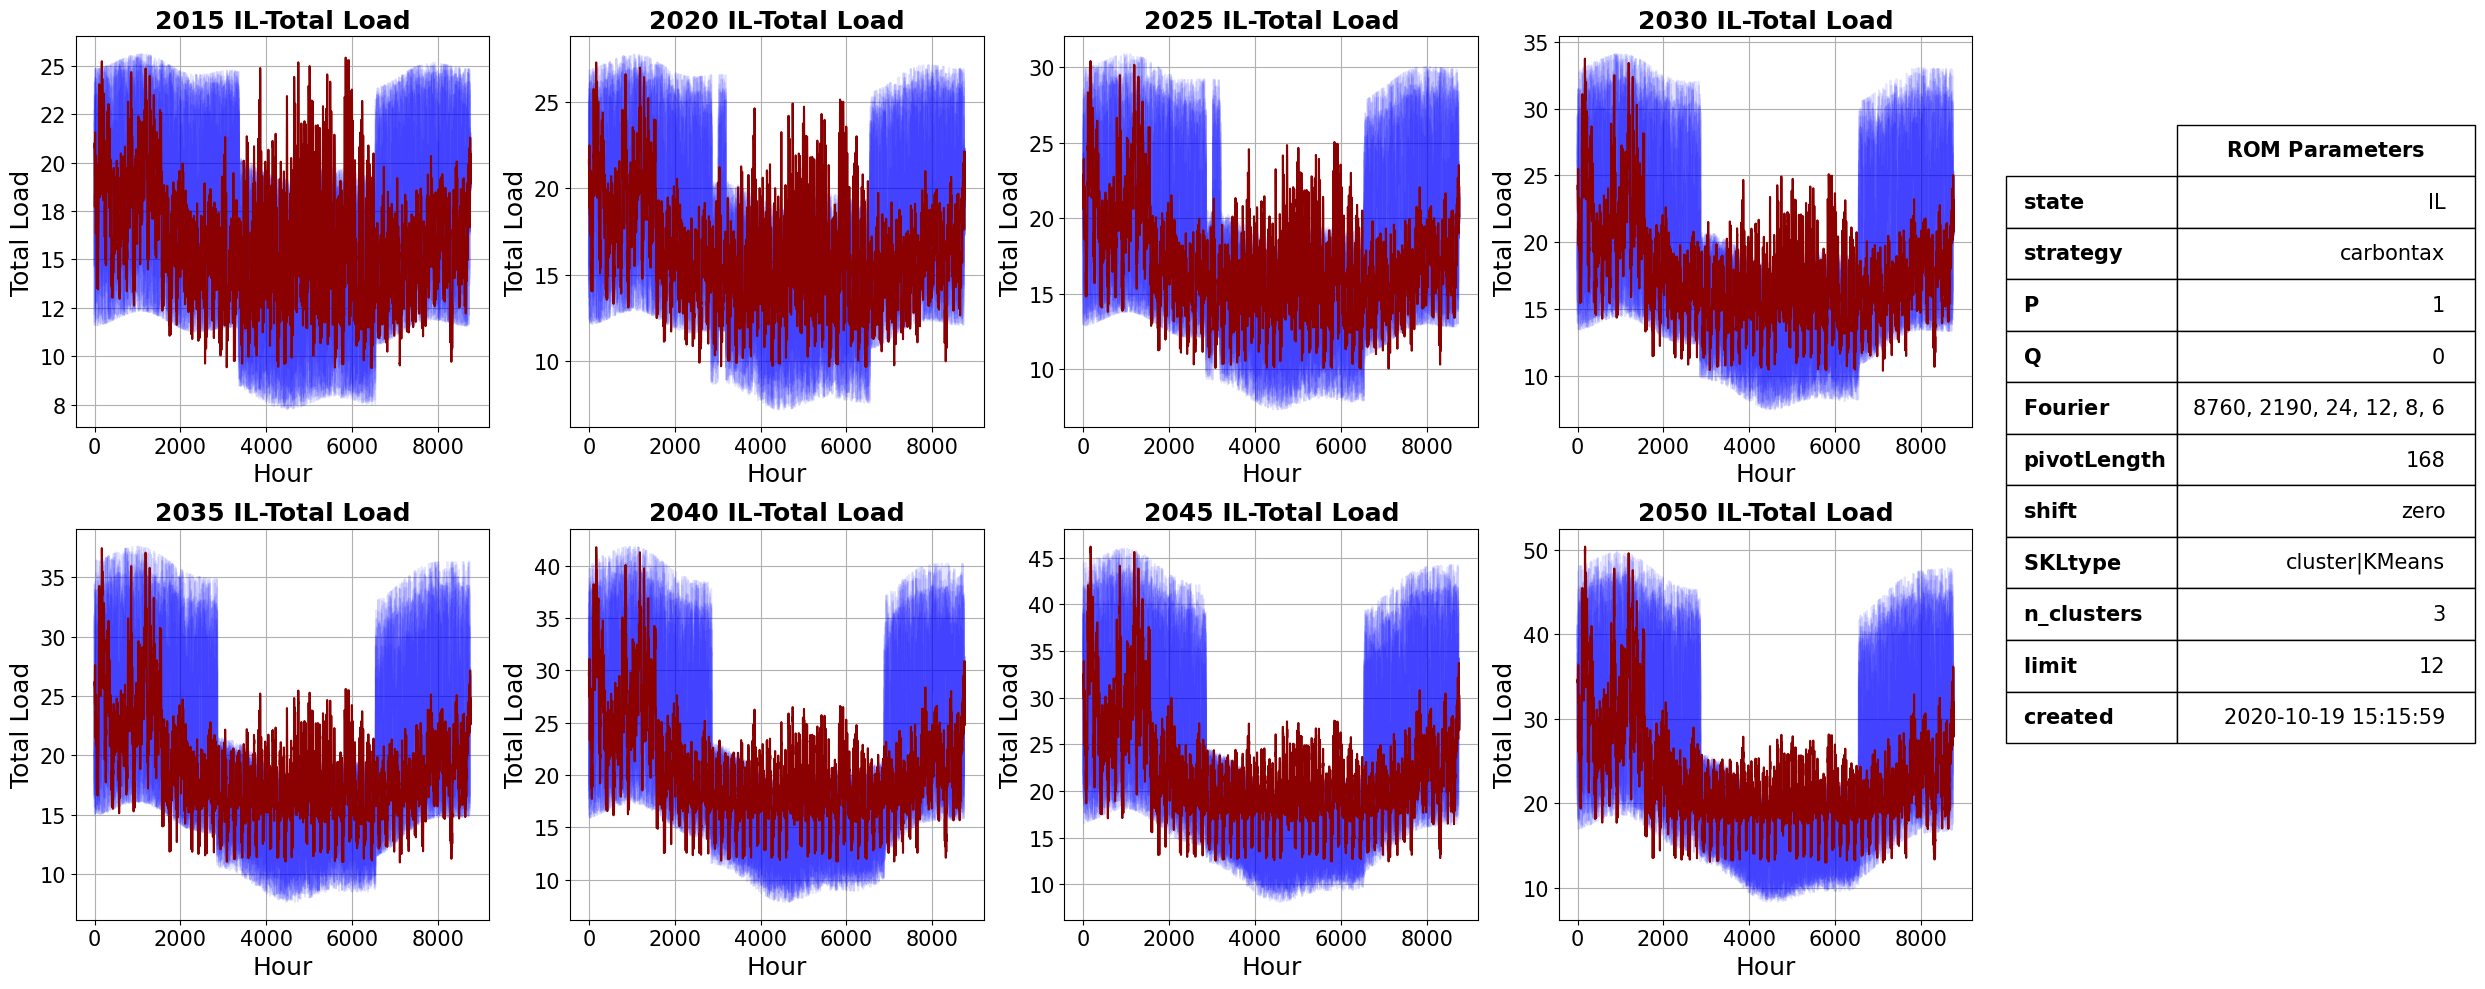 2015 IL-Total Load
Total Load
25
22
20
18
15
12
10
8
0 2000 4000 6000 8000
Hour
2020 IL-Total Load
Total Load
25
20
15
10
0 2000 4000 6000 8000
Hour
2025 IL-Total Load
Total Load
30
25
20
15
10
0 2000 4000 6000 8000
Hour
2030 IL-Total Load
Total Load
35
30
25
20
15
10
0 2000 4000 6000 8000
Hour
2035 IL-Total Load
Total Load
35
30
25
20
15
10
0 2000 4000 6000 8000
Hour
2040 IL-Total Load
Total Load
40
35
30
25
20
15
10
0 2000 4000 6000 8000
Hour
2045 IL-Total Load
Total Load
45
40
35
30
25
20
15
10
0 2000 4000 6000 8000
Hour
2050 IL-Total Load
Total Load
50
40
30
20
10
0 2000 4000 6000 8000
Hour
ROM Parameters
state IL
strategy carbontax
P 1
Q 0
Fourier 8760, 2190, 24, 12, 8, 6
pivotLength 168
shift zero
SKLtype cluster|KMeans
n_clusters 3
limit 12
created 2020-10-19 15:15:59